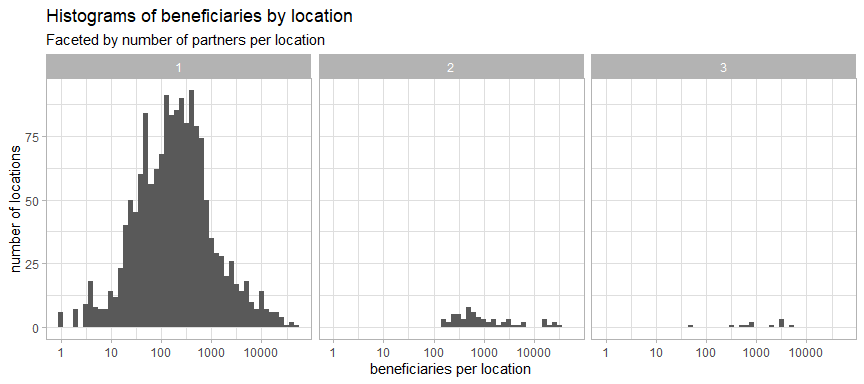 Histograms of beneficiaries by location
Faceted by number of partners per location
1 2 3
number of locations
75
50
25
0
1 10 100 1000 10000 1 10 100 1000 10000 1 10 100 1000 10000
beneficiaries per location